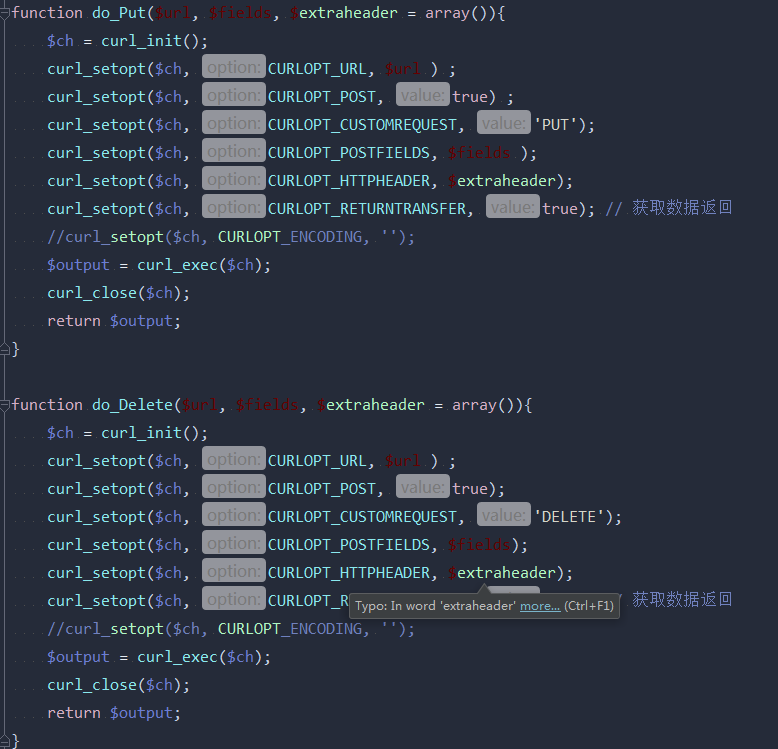 function do_Put($url, $fields, $extraheader = array()){
$ch = curl_init();
curl_setopt($ch, option: CURLOPT_URL, $url ) ;
curl_setopt($ch, option: CURLOPT_POST, value: true) ;
curl_setopt($ch, option: CURLOPT_CUSTOMREQUEST, value: 'PUT');
curl_setopt($ch, option: CURLOPT_POSTFIELDS, $fields );
curl_setopt($ch, option: CURLOPT_HTTPHEADER, $extraheader);
curl_setopt($ch, option: CURLOPT_RETURNTRANSFER, value: true); // 获取数据返回
//curl_setopt($ch, CURLOPT_ENCODING, '');
$output = curl_exec($ch);
curl_close($ch);
return $output;
}
function do_Delete($url, $fields, $extraheader = array()){
$ch = curl_init();
curl_setopt($ch, option: CURLOPT_URL, $url ) ;
curl_setopt($ch, option: CURLOPT_POST, value: true);
curl_setopt($ch, option: CURLOPT_CUSTOMREQUEST, value: 'DELETE');
curl_setopt($ch, option: CURLOPT_POSTFIELDS, $fields);
curl_setopt($ch, option: CURLOPT_HTTPHEADER, $extraheader);
curl_setopt($ch, option: CURLOPT_R 获取数据返回
Typo: In word 'extraheader' more... (Ctrl+F1)
//curl_setopt($ch, CURLOPT_ENCODING, '');
$output = curl_exec($ch);
curl_close($ch);
return $output;
}